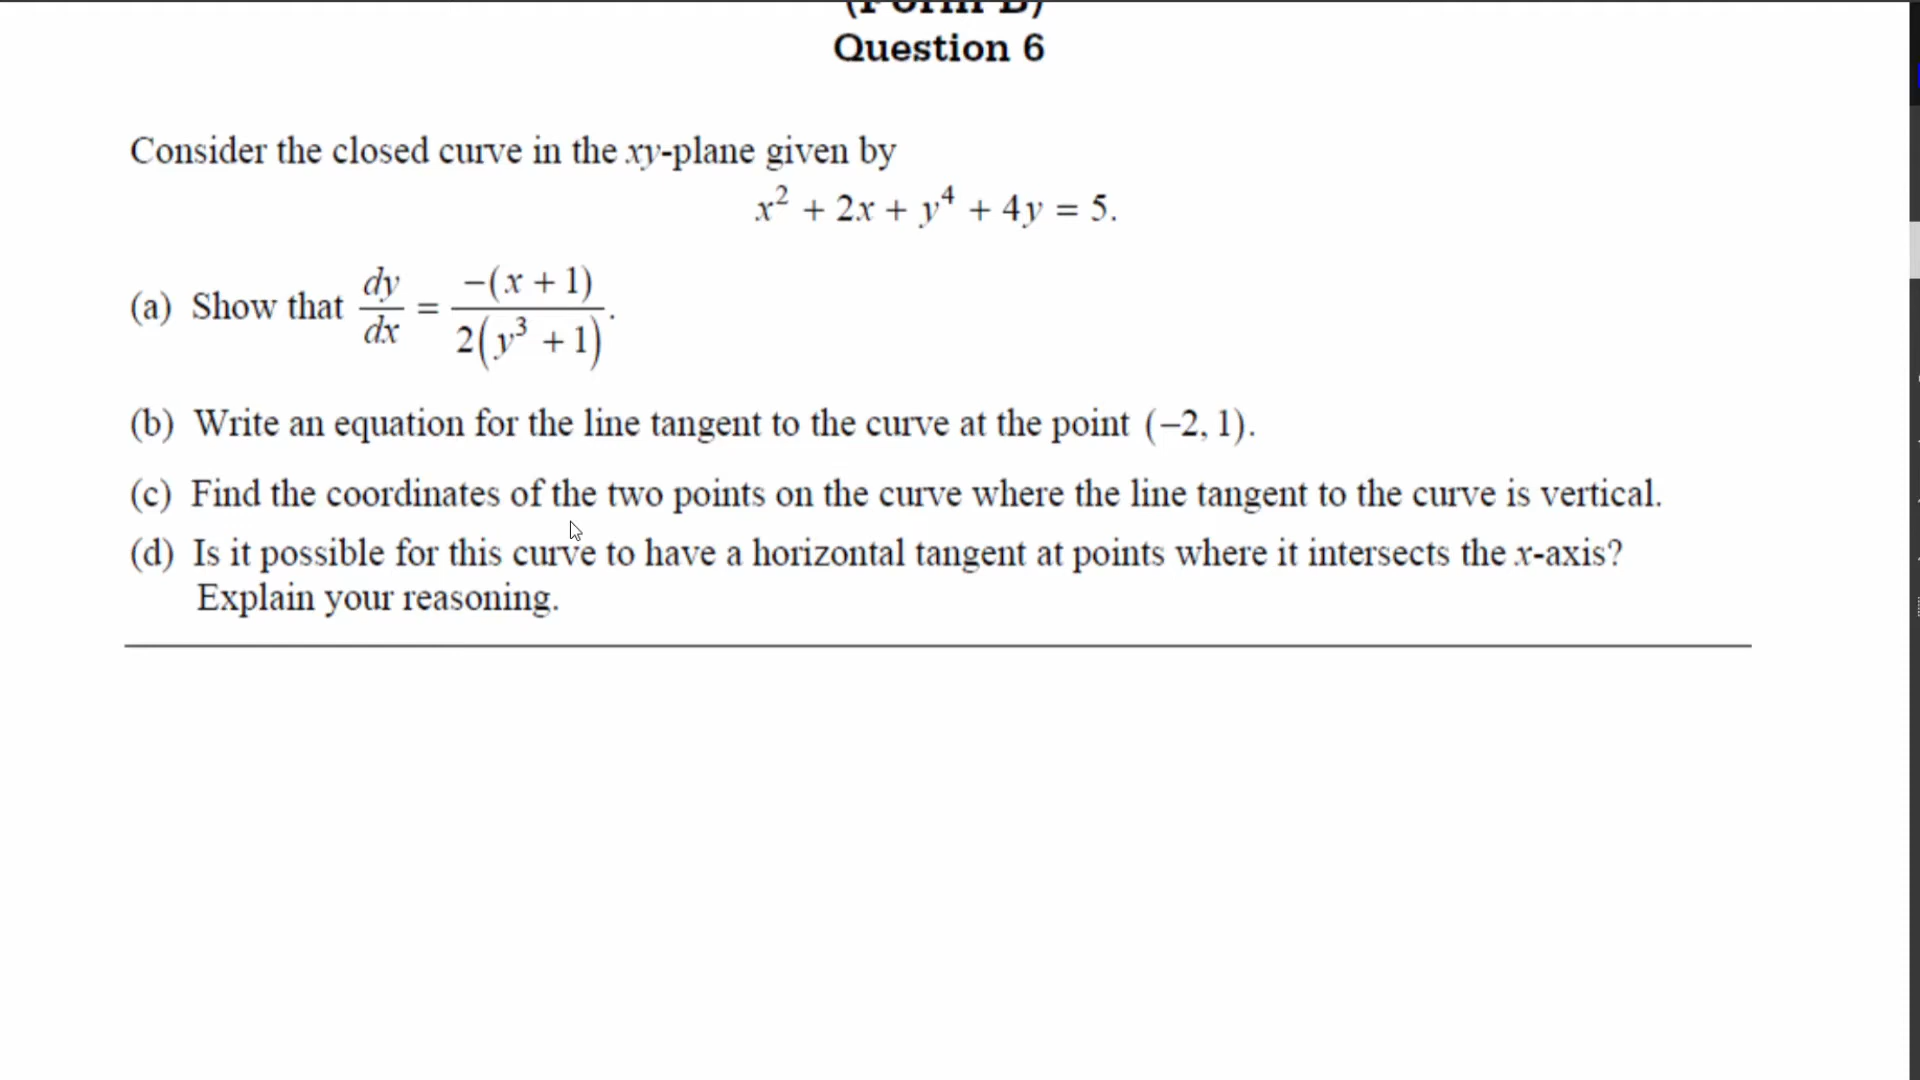 (Form B)
Question 6
Consider the closed curve in the xy-plane given by
x² + 2x + y⁴ + 4y = 5.
(a) Show that dy/dx = -(x + 1)/2(y³ + 1).
(b) Write an equation for the line tangent to the curve at the point (−2, 1).
(c) Find the coordinates of the two points on the curve where the line tangent to the curve is vertical.
(d) Is it possible for this curve to have a horizontal tangent at points where it intersects the x-axis?
Explain your reasoning.